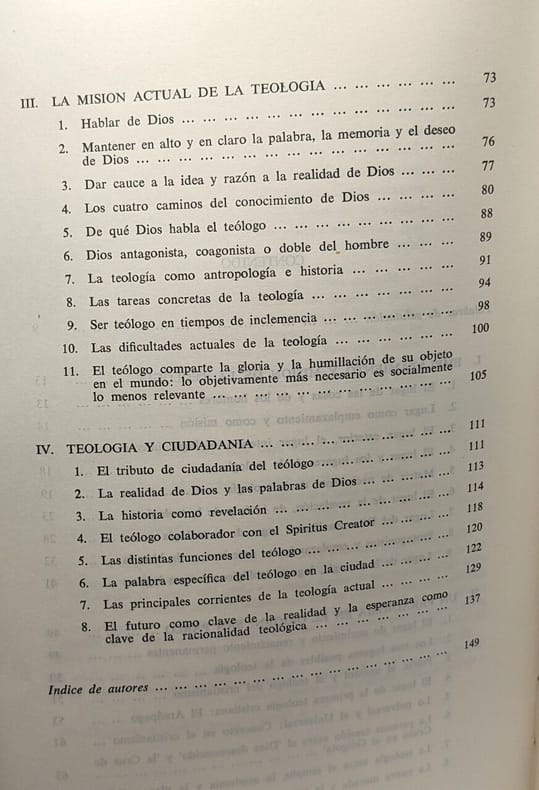 III. LA MISION ACTUAL DE LA TEOLOGIA ... ... ... ... ... ... 73
1. Hablar de Dios ... ... ... ... ... ... ... ... ... ... 73
2. Mantener en alto y en claro la palabra, la memoria y el deseo
de Dios ... ... ... ... ... ... ... ... ... ... ... 76
3. Dar cauce a la idea y razón a la realidad de Dios ... ... ... 77
4. Los cuatro caminos del conocimiento de Dios ... ... ... ... 80
5. De qué Dios habla el teólogo ... ... ... ... ... ... ... 88
6. Dios antagonista, coagonista o doble del hombre ... ... ... 89
7. La teología como antropología e historia ... ... ... ... ... 91
8. Las tareas concretas de la teología ... ... ... ... ... ... 94
9. Ser teólogo en tiempos de inclemencia ... ... ... ... ... 98
10. Las dificultades actuales de la teología ... ... ... ... ... 100
11. El teólogo comparte la gloria y la humillación de su objeto
en el mundo: lo objetivamente más necesario es socialmente
lo menos relevante ... ... ... ... ... ... ... ... ... 105
IV. TEOLOGIA Y CIUDADANIA ... ... ... ... ... ... ... ... 111
1. El tributo de ciudadanía del teólogo ... ... ... ... ... ... 111
2. La realidad de Dios y las palabras de Dios ... ... ... ... 113
3. La historia como revelación ... ... ... ... ... ... ... 114
4. El teólogo colaborador con el Spiritus Creator ... ... ... 118
5. Las distintas funciones del teólogo ... ... ... ... ... ... 120
6. La palabra específica del teólogo en la ciudad ... ... ... 122
7. Las principales corrientes de la teología actual ... ... ... 129
8. El futuro como clave de la realidad y la esperanza como
clave de la racionalidad teológica ... ... ... ... ... ... 137
Indice de autores ... ... ... ... ... ... ... ... ... ... ... 149